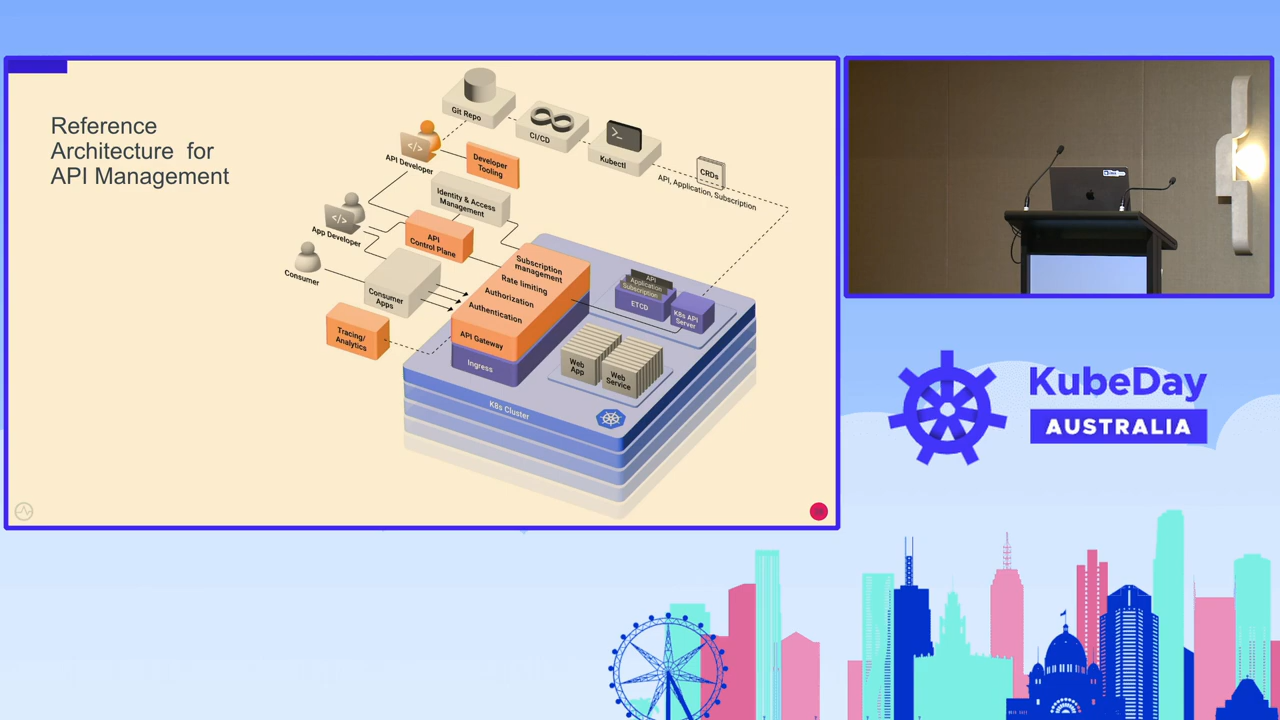 Reference
Architecture for
API Management
Git Repo
CI/CD
Kubectl
CRDs
API, Application, Subscription
API Developer
Developer
Tooling
Identity & Access
Management
App Developer
API
Control Plane
Consumer
Consumer
Apps
Tracing/
Analytics
Subscription
management
Rate limiting
Authorization
Authentication
API Gateway
Ingress
API
Application
Subscription
ETCD
K8s API
Server
Web
App
Web
Service
K8s Cluster
KubeDay
AUSTRALIA